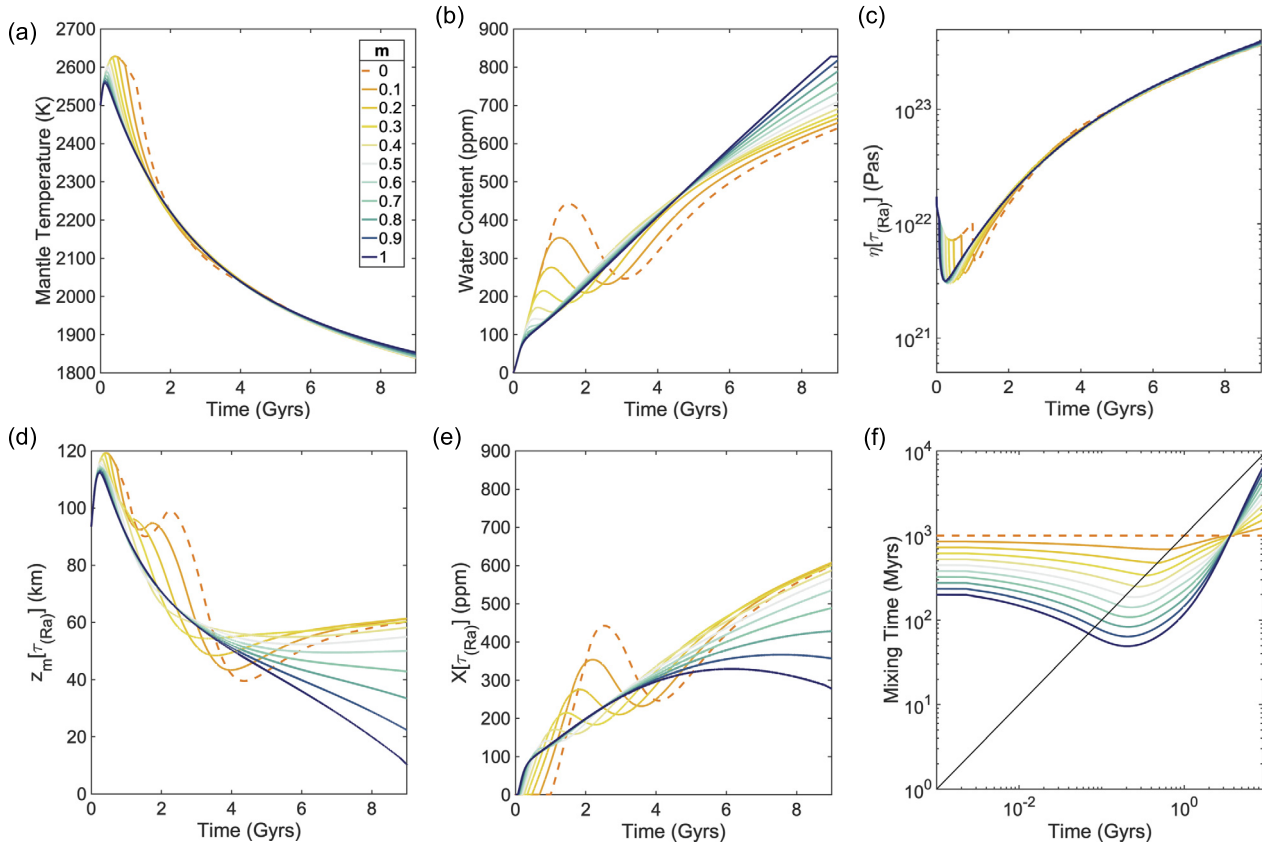 (a)
Mantle Temperature (K)
2700
2600
2500
2400
2300
2200
2100
2000
1900
1800
0 2 4 6 8
Time (Gyrs)
m
0
0.1
0.2
0.3
0.4
0.5
0.6
0.7
0.8
0.9
1
(b)
Water Content (ppm)
900
800
700
600
500
400
300
200
100
0
0 2 4 6 8
Time (Gyrs)
(c)
η[τ(Ra)] (Pas)
10^23
10^22
10^21
0 2 4 6 8
Time (Gyrs)
(d)
z_m[τ(Ra)] (km)
120
100
80
60
40
20
0
0 2 4 6 8
Time (Gyrs)
(e)
X[τ(Ra)] (ppm)
900
800
700
600
500
400
300
200
100
0
0 2 4 6 8
Time (Gyrs)
(f)
Mixing Time (Myrs)
10^4
10^3
10^2
10^1
10^0
10^-2 10^0
Time (Gyrs)